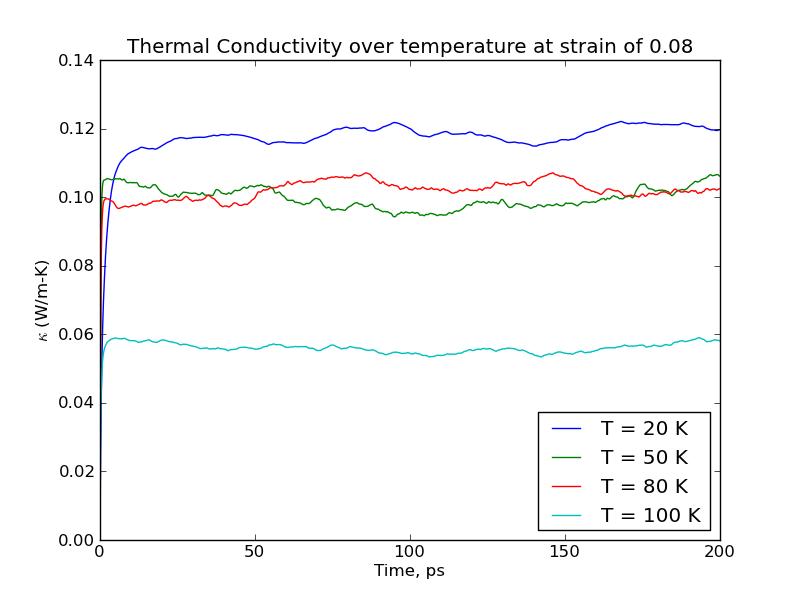 Thermal Conductivity over temperature at strain of 0.08
0.14
0.12
0.10
0.08
0.06
0.04
0.02
0.00
κ (W/m-K)
T = 20 K
T = 50 K
T = 80 K
T = 100 K
0 50 100 150 200
Time, ps